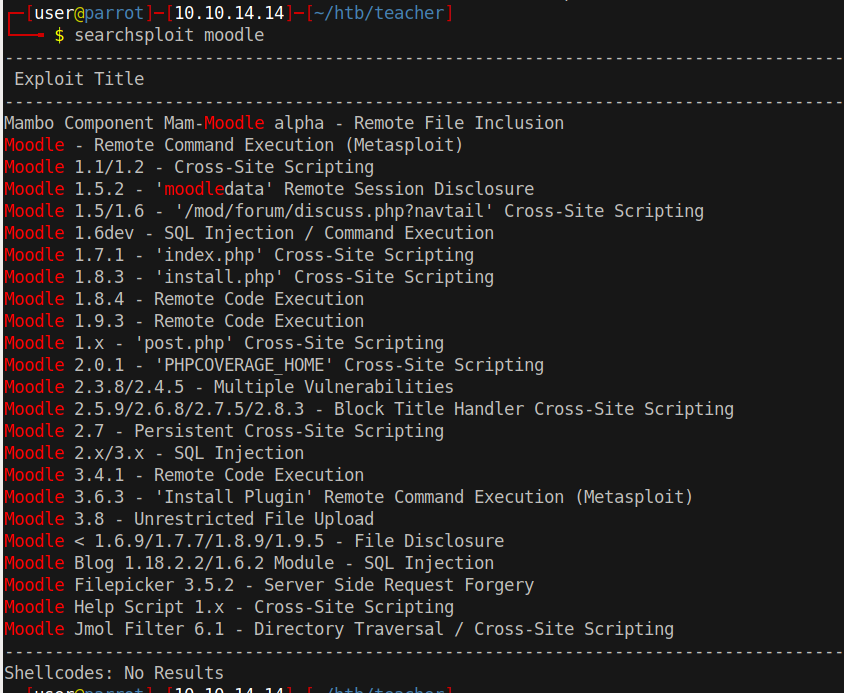 [user@parrot]-[10.10.14.14]-[~/htb/teacher]
$ searchsploit moodle
--------------------------------------------------------------------------------
Exploit Title
--------------------------------------------------------------------------------
Mambo Component Mam-Moodle alpha - Remote File Inclusion
Moodle - Remote Command Execution (Metasploit)
Moodle 1.1/1.2 - Cross-Site Scripting
Moodle 1.5.2 - 'moodledata' Remote Session Disclosure
Moodle 1.5/1.6 - '/mod/forum/discuss.php?navtail' Cross-Site Scripting
Moodle 1.6dev - SQL Injection / Command Execution
Moodle 1.7.1 - 'index.php' Cross-Site Scripting
Moodle 1.8.3 - 'install.php' Cross-Site Scripting
Moodle 1.8.4 - Remote Code Execution
Moodle 1.9.3 - Remote Code Execution
Moodle 1.x - 'post.php' Cross-Site Scripting
Moodle 2.0.1 - 'PHPCOVERAGE_HOME' Cross-Site Scripting
Moodle 2.3.8/2.4.5 - Multiple Vulnerabilities
Moodle 2.5.9/2.6.8/2.7.5/2.8.3 - Block Title Handler Cross-Site Scripting
Moodle 2.7 - Persistent Cross-Site Scripting
Moodle 2.x/3.x - SQL Injection
Moodle 3.4.1 - Remote Code Execution
Moodle 3.6.3 - 'Install Plugin' Remote Command Execution (Metasploit)
Moodle 3.8 - Unrestricted File Upload
Moodle < 1.6.9/1.7.7/1.8.9/1.9.5 - File Disclosure
Moodle Blog 1.18.2.2/1.6.2 Module - SQL Injection
Moodle Filepicker 3.5.2 - Server Side Request Forgery
Moodle Help Script 1.x - Cross-Site Scripting
Moodle Jmol Filter 6.1 - Directory Traversal / Cross-Site Scripting
--------------------------------------------------------------------------------
Shellcodes: No Results
[user@parrot]-[10.10.14.14]-[~/htb/teacher]